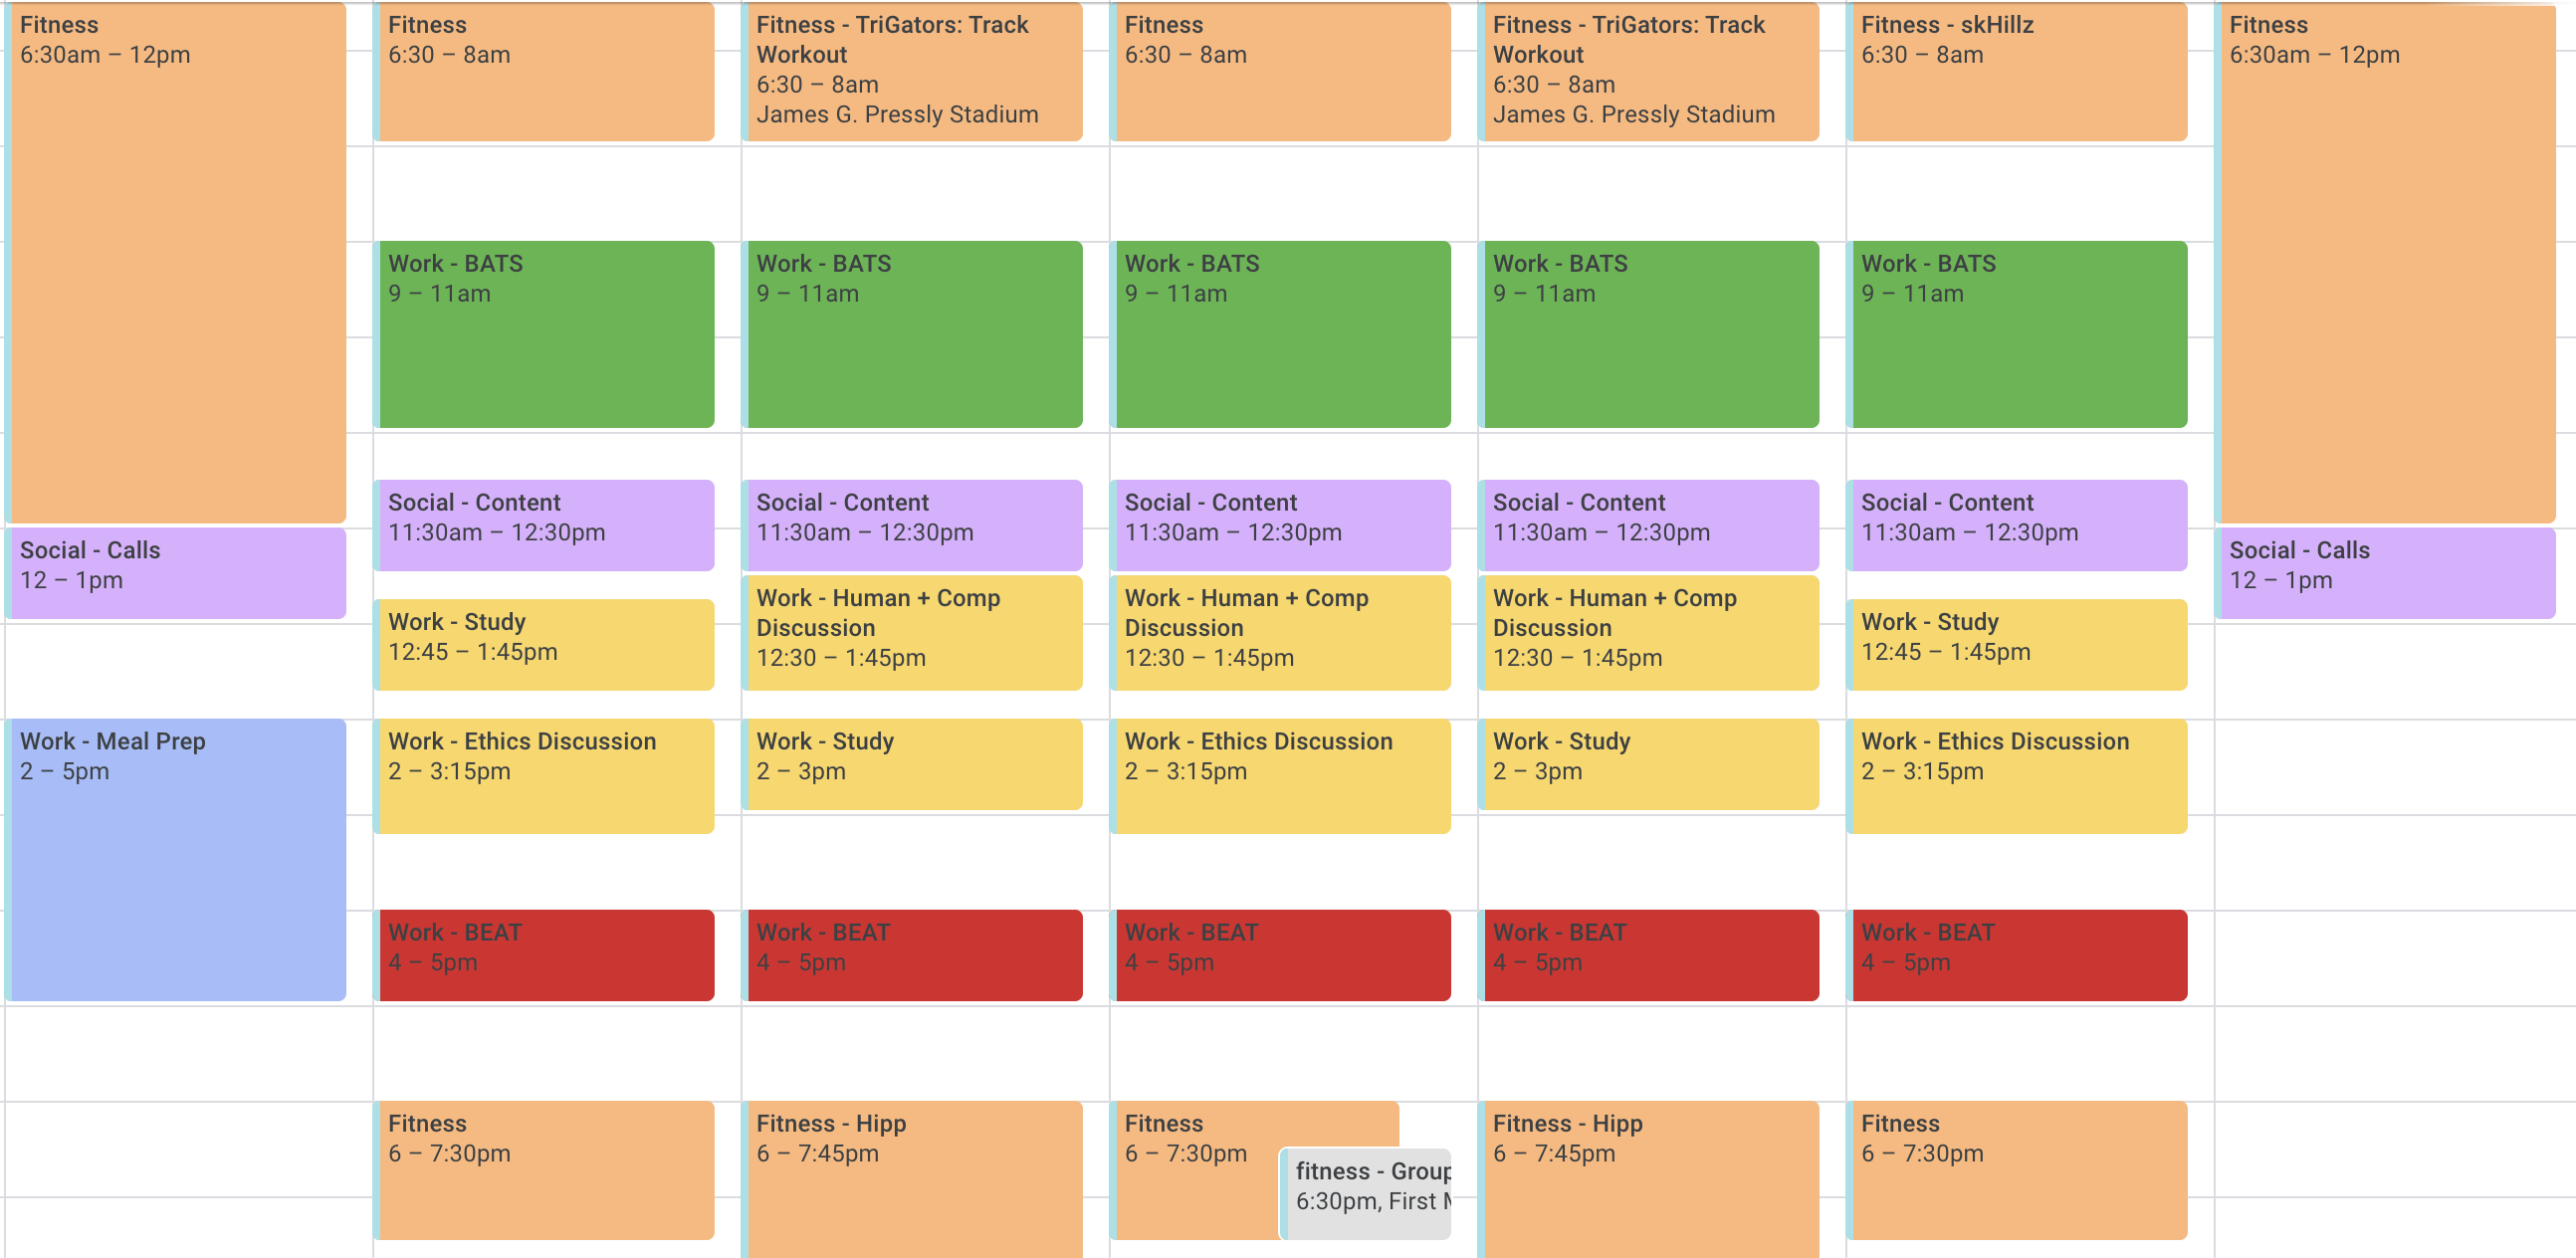 Fitness
6:30am – 12pm
Social - Calls
12 – 1pm
Work - Meal Prep
2 – 5pm
Fitness
6:30 – 8am
Work - BATS
9 – 11am
Social - Content
11:30am – 12:30pm
Work - Study
12:45 – 1:45pm
Work - Ethics Discussion
2 – 3:15pm
Work - BEAT
4 – 5pm
Fitness
6 – 7:30pm
Fitness - TriGators: Track
Workout
6:30 – 8am
James G. Pressly Stadium
Work - BATS
9 – 11am
Social - Content
11:30am – 12:30pm
Work - Human + Comp
Discussion
12:30 – 1:45pm
Work - Study
2 – 3pm
Work - BEAT
4 – 5pm
Fitness - Hipp
6 – 7:45pm
Fitness
6:30 – 8am
Work - BATS
9 – 11am
Social - Content
11:30am – 12:30pm
Work - Human + Comp
Discussion
12:30 – 1:45pm
Work - Ethics Discussion
2 – 3:15pm
Work - BEAT
4 – 5pm
Fitness
6 – 7:30pm
fitness - Group
6:30pm, First
Fitness - TriGators: Track
Workout
6:30 – 8am
James G. Pressly Stadium
Work - BATS
9 – 11am
Social - Content
11:30am – 12:30pm
Work - Human + Comp
Discussion
12:30 – 1:45pm
Work - Study
2 – 3pm
Work - BEAT
4 – 5pm
Fitness - Hipp
6 – 7:45pm
Fitness - skHillz
6:30 – 8am
Work - BATS
9 – 11am
Social - Content
11:30am – 12:30pm
Work - Study
12:45 – 1:45pm
Work - Ethics Discussion
2 – 3:15pm
Work - BEAT
4 – 5pm
Fitness
6 – 7:30pm
Fitness
6:30am – 12pm
Social - Calls
12 – 1pm